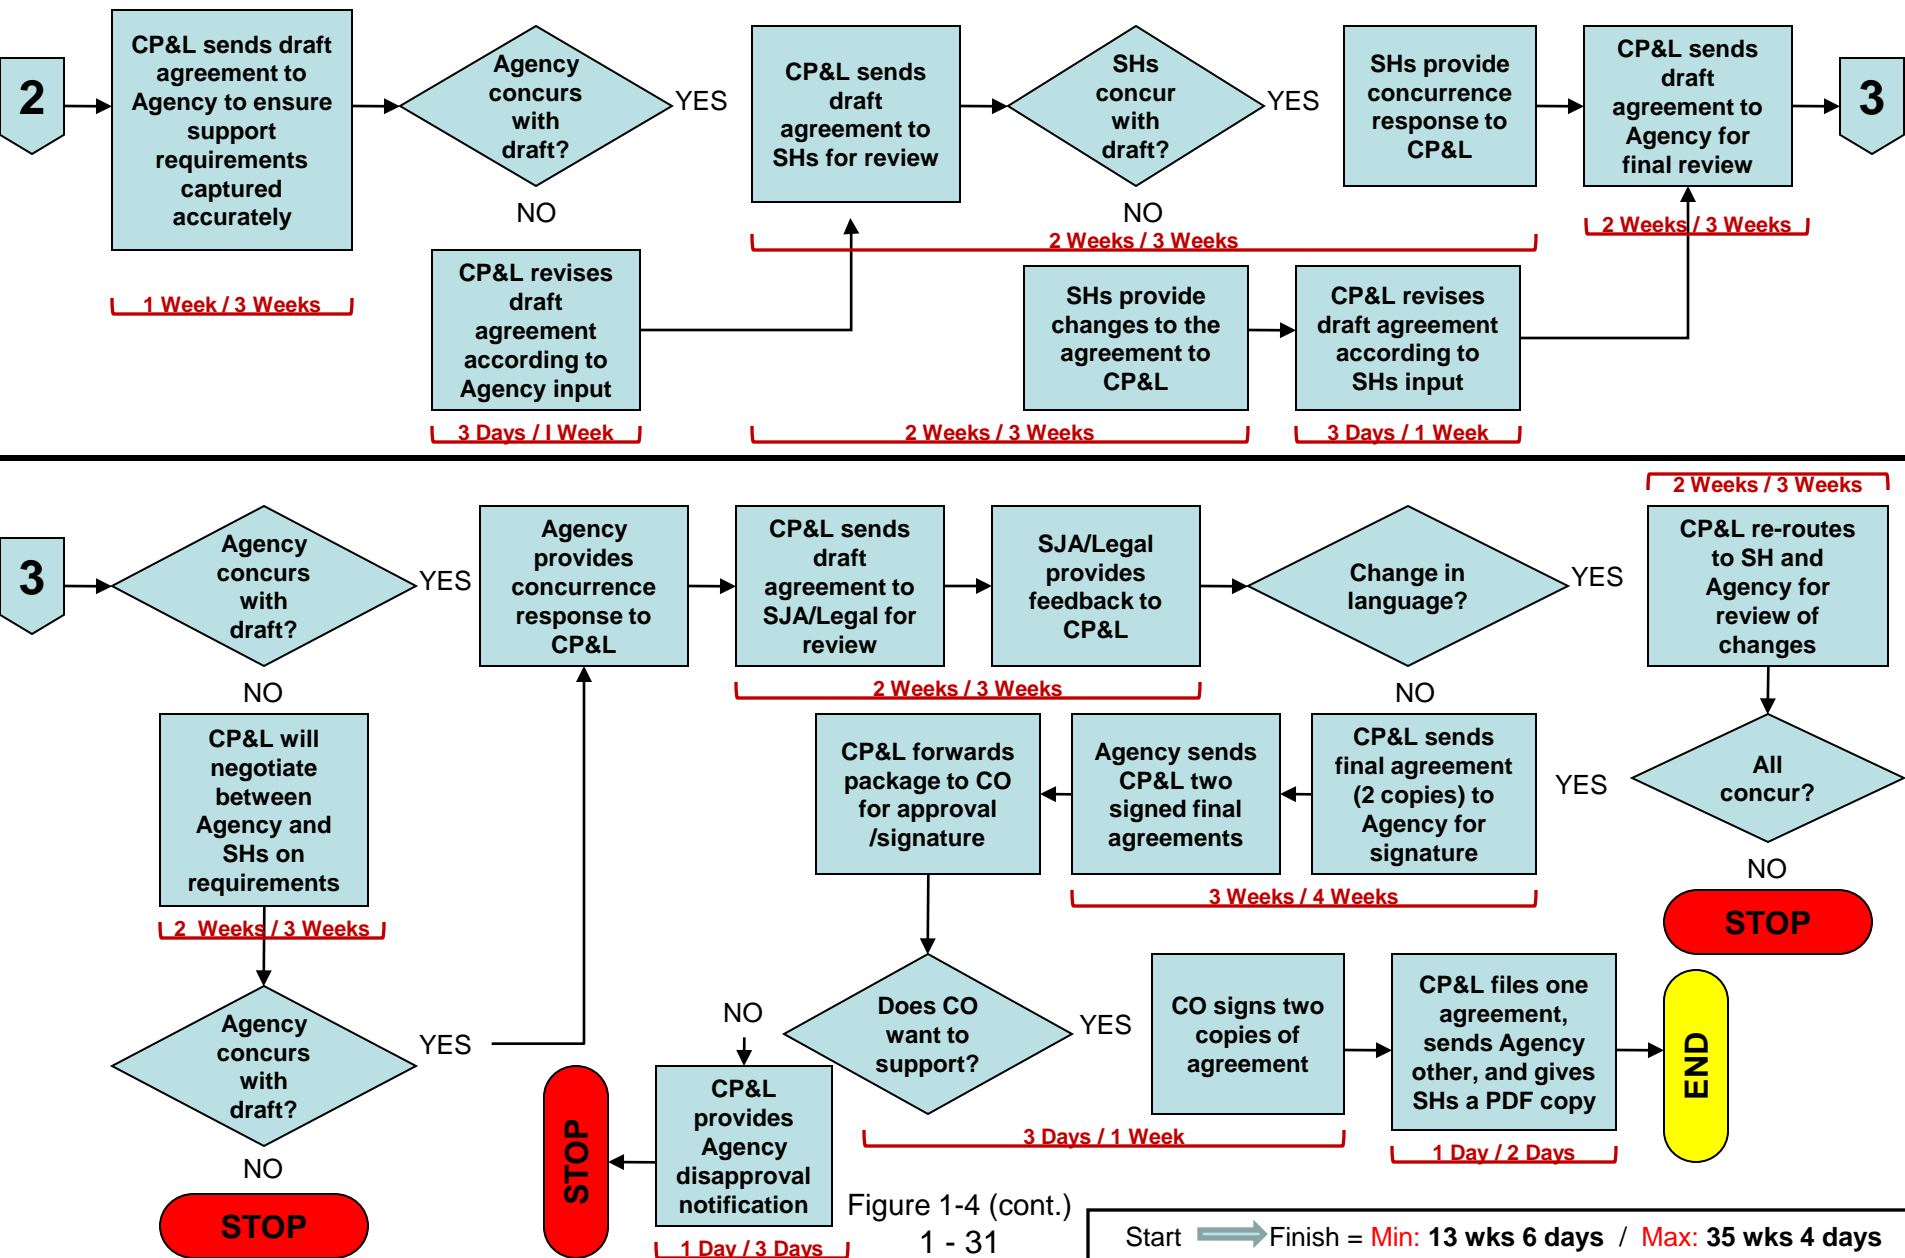 2
CP&L sends draft
agreement to
Agency to ensure
support
requirements
captured
accurately
1 Week / 3 Weeks
Agency
concurs
with
draft?
YES
NO
CP&L revises
draft
agreement
according to
Agency input
3 Days / I Week
CP&L sends
draft
agreement to
SHs for review
SHs
concur
with
draft?
YES
NO
2 Weeks / 3 Weeks
SHs provide
changes to the
agreement to
CP&L
2 Weeks / 3 Weeks
CP&L revises
draft agreement
according to
SHs input
3 Days / 1 Week
SHs provide
concurrence
response to
CP&L
CP&L sends
draft
agreement to
Agency for
final review
2 Weeks / 3 Weeks
3
3
Agency
concurs
with
draft?
YES
NO
CP&L will
negotiate
between
Agency and
SHs on
requirements
2 Weeks / 3 Weeks
Agency
concurs
with
draft?
YES
NO
STOP
Agency
provides
concurrence
response to
CP&L
CP&L sends
draft
agreement to
SJA/Legal for
review
SJA/Legal
provides
feedback to
CP&L
2 Weeks / 3 Weeks
Change in
language?
YES
NO
2 Weeks / 3 Weeks
CP&L re-routes
to SH and
Agency for
review of
changes
All
concur?
YES
NO
STOP
CP&L sends
final agreement
(2 copies) to
Agency for
signature
Agency sends
CP&L two
signed final
agreements
3 Weeks / 4 Weeks
CP&L forwards
package to CO
for approval
/signature
Does CO
want to
support?
NO
YES
CP&L
provides
Agency
disapproval
notification
1 Day / 3 Days
STOP
CO signs two
copies of
agreement
3 Days / 1 Week
CP&L files one
agreement,
sends Agency
other, and gives
SHs a PDF copy
1 Day / 2 Days
END
Figure 1-4 (cont.)
1 - 31
Start Finish = Min: 13 wks 6 days / Max: 35 wks 4 days